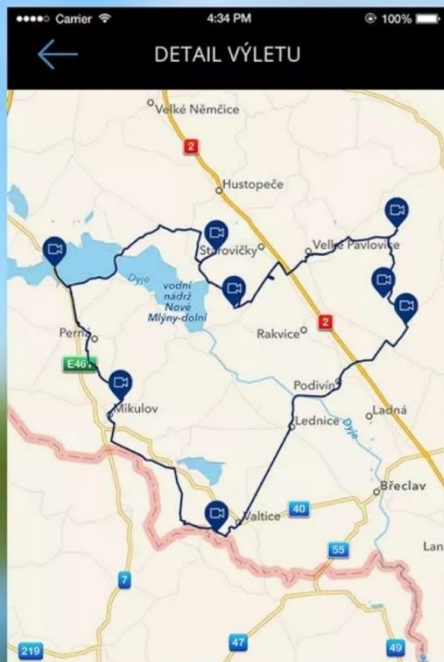 Carrier 4:34 PM 100%
DETAIL VÝLETU
Velké Němčice
2
Hustopeče
Starovičky
Velké Pavlovice
Dyje
vodní
nádrž
Nové
Mlýny-dolní
2
Perná
Rakvice
E461
Podivín
Mikulov
Ladná
Lednice
Dyje
Břeclav
40
Valtice
55
Lan
7
47
219
49